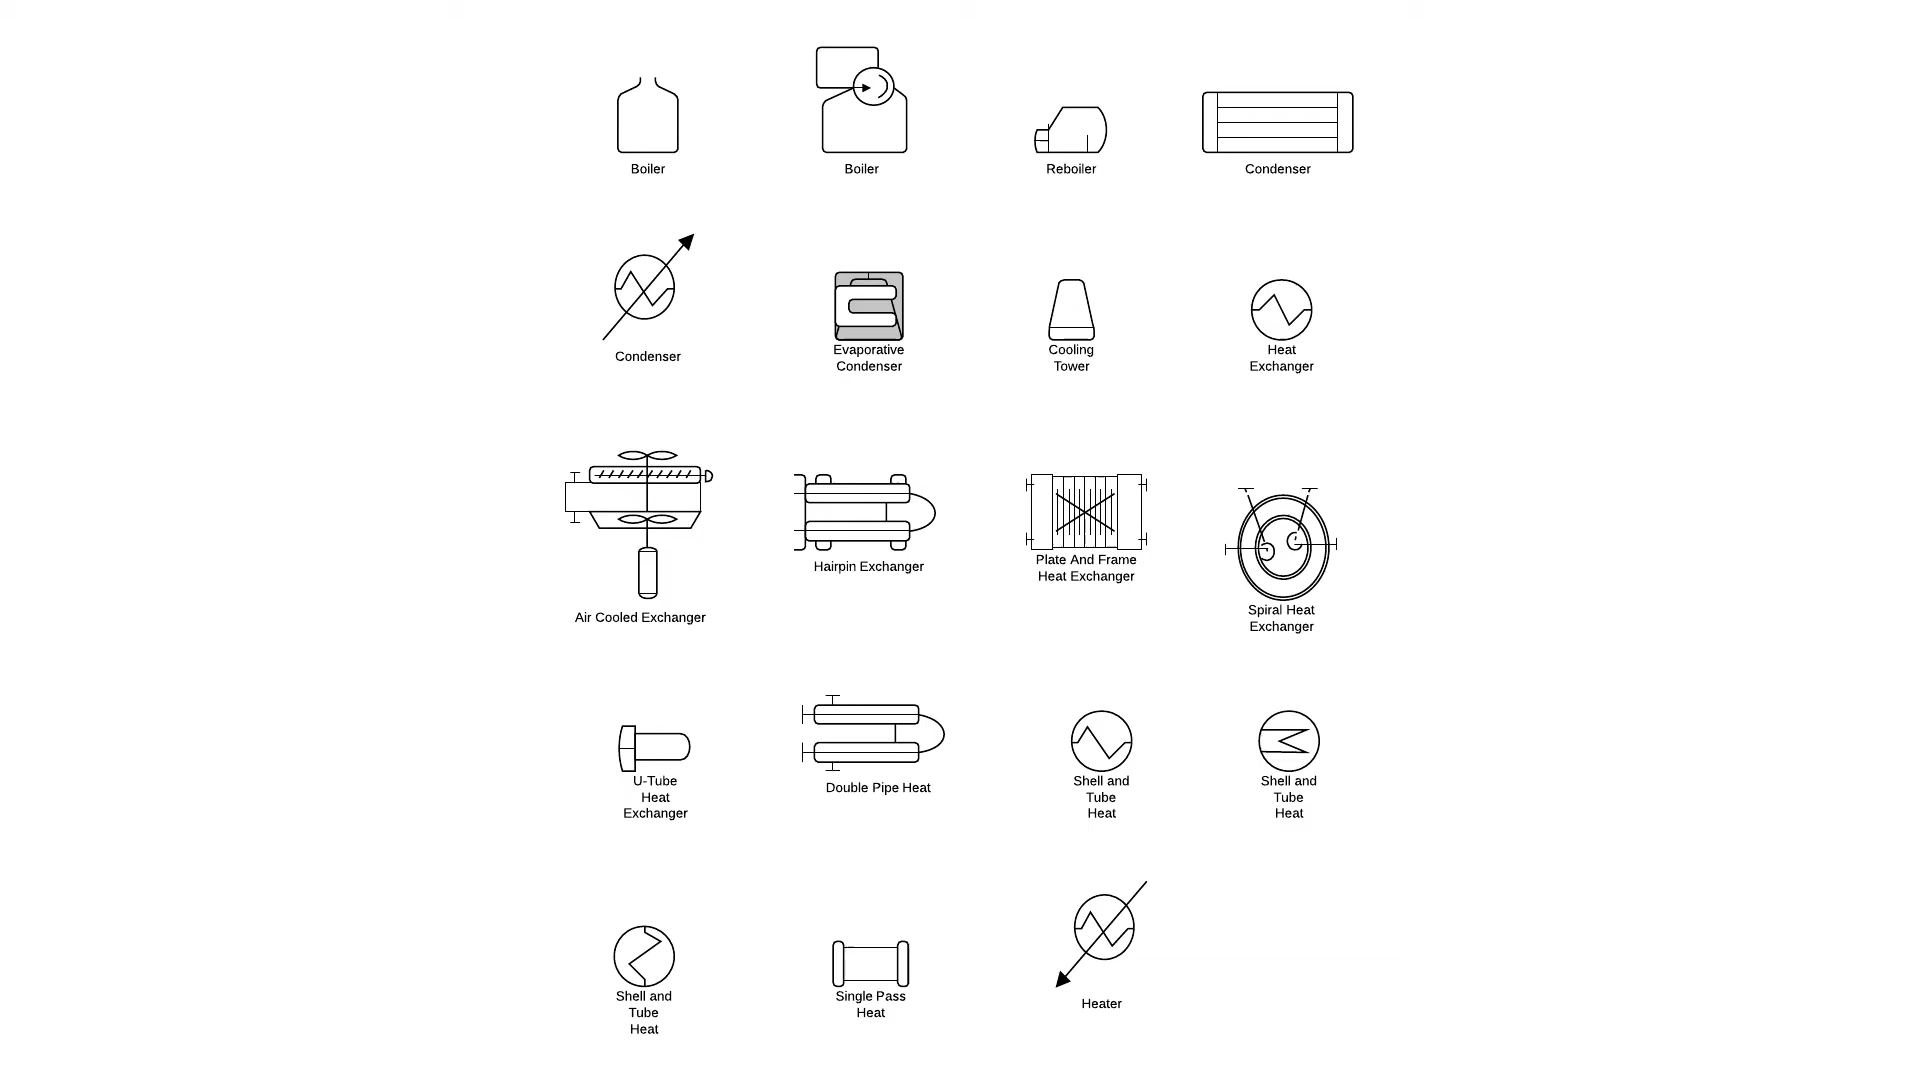 Boiler
Boiler
Reboiler
Condenser
Condenser
Evaporative
Condenser
Cooling
Tower
Heat
Exchanger
Air Cooled Exchanger
Hairpin Exchanger
Plate And Frame
Heat Exchanger
Spiral Heat
Exchanger
U-Tube
Heat
Exchanger
Double Pipe Heat
Shell and
Tube
Heat
Shell and
Tube
Heat
Shell and
Tube
Heat
Single Pass
Heat
Heater